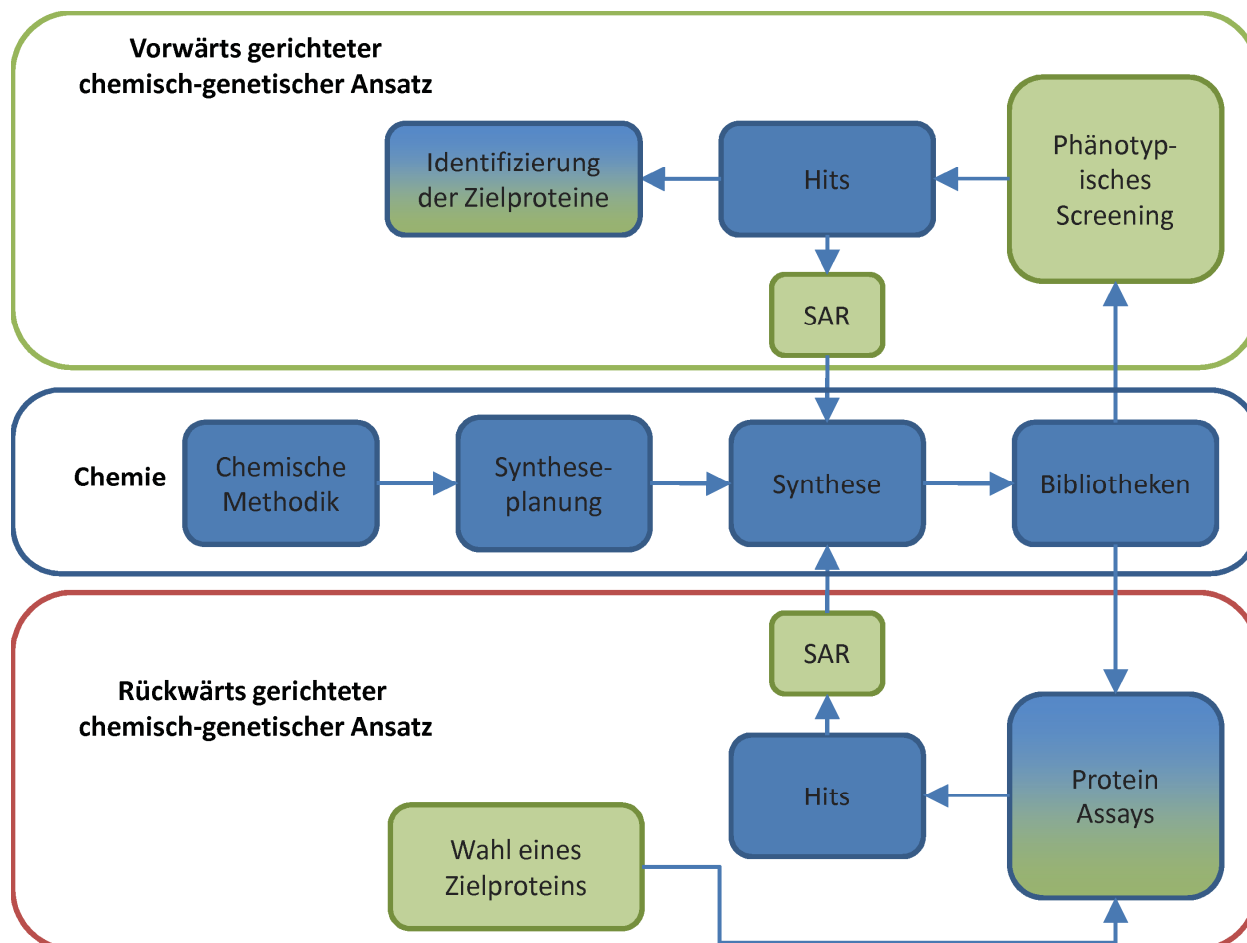 Vorwärts gerichteter
chemisch-genetischer Ansatz
Identifizierung
der Zielproteine
Hits
Phänotyp-
isches
Screening
SAR
Chemie
Chemische
Methodik
Synthese-
planung
Synthese
Bibliotheken
SAR
Rückwärts gerichteter
chemisch-genetischer Ansatz
Hits
Protein
Assays
Wahl eines
Zielproteins